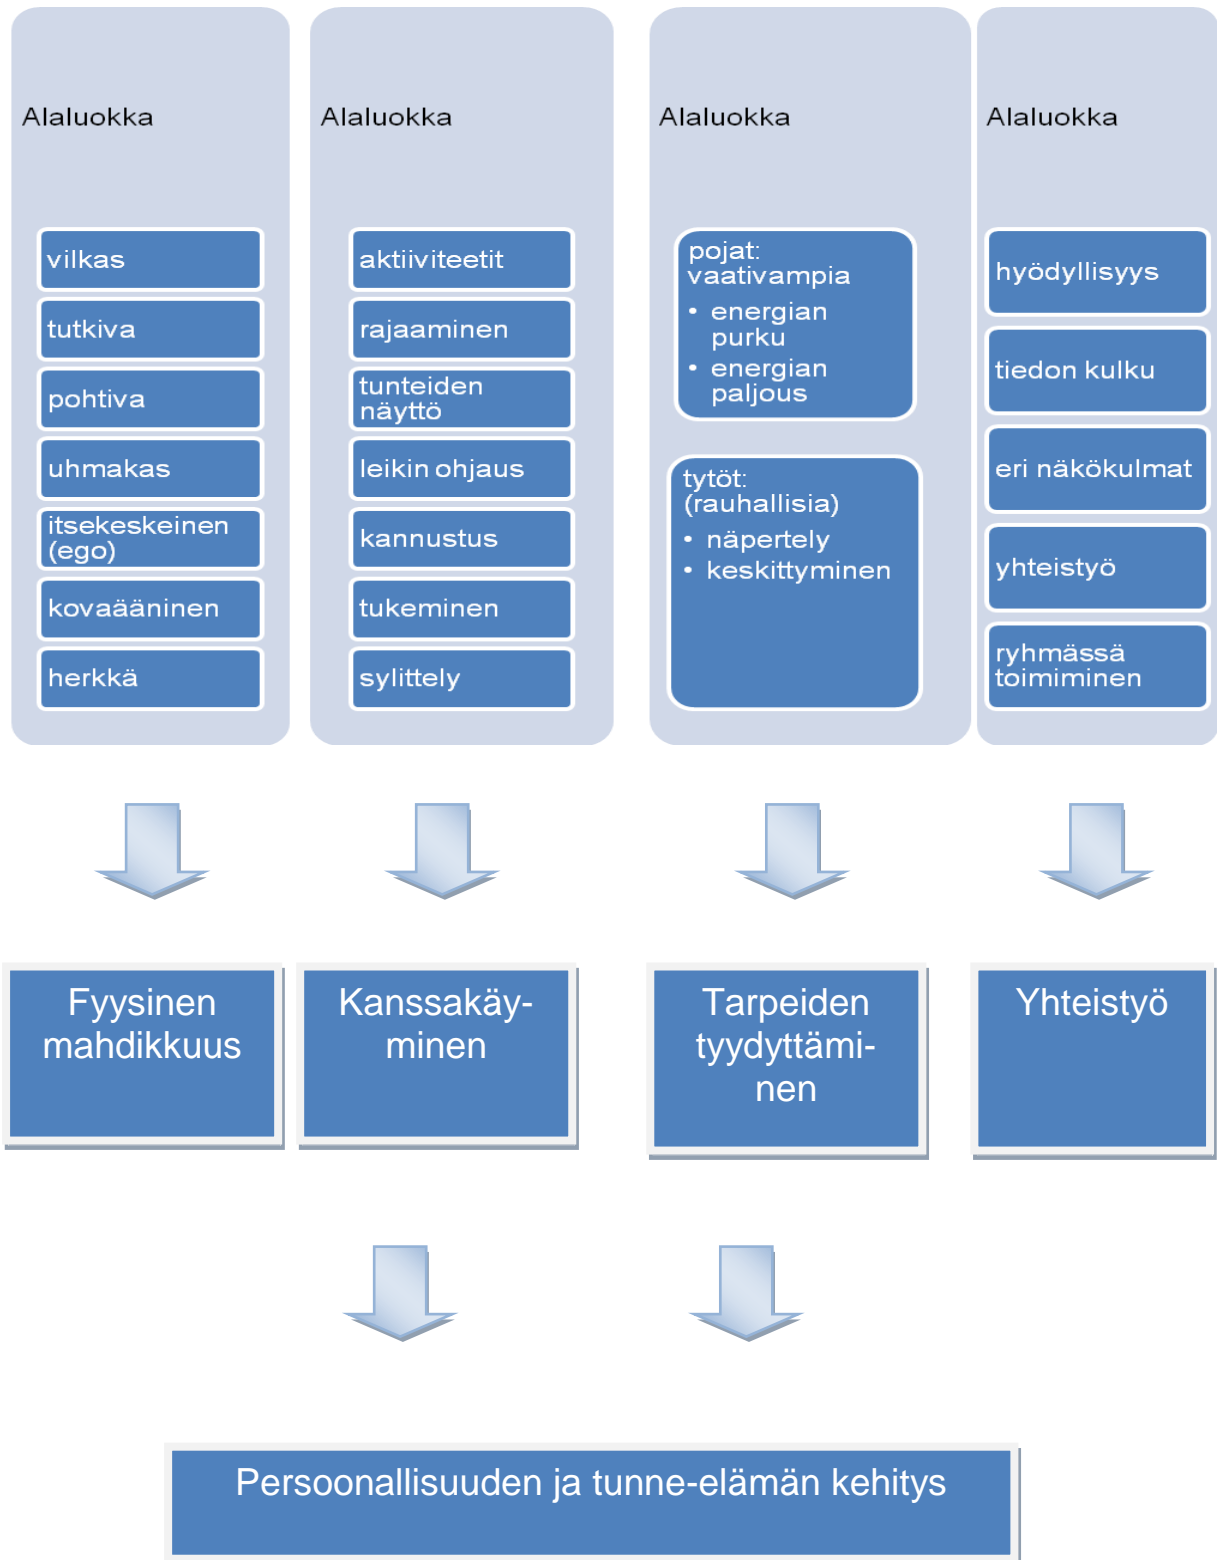 Alaluokka
vilkas
tutkiva
pohtiva
uhmakas
itsekeskeinen
(ego)
kovaääninen
herkkä
Alaluokka
aktiiviteetit
rajaaminen
tunteiden
näyttö
leikin ohjaus
kannustus
tukeminen
sylittely
Alaluokka
pojat:
vaativampia
• energian
purku
• energian
paljous
tytöt:
(rauhallisia)
• näpertely
• keskittyminen
Alaluokka
hyödyllisyys
tiedon kulku
eri näkökulmat
yhteistyö
ryhmässä
toimiminen
Fyysinen
mahdikkuus
Kanssakäy-
minen
Tarpeiden
tyydyttämi-
nen
Yhteistyö
Persoonallisuuden ja tunne-elämän kehitys